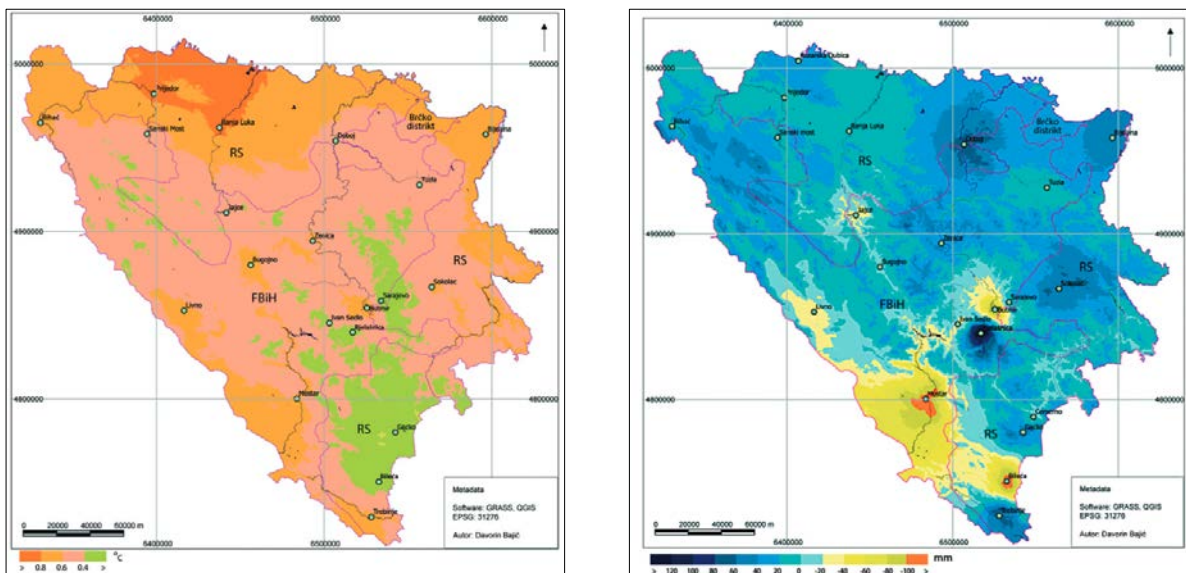 6400000 6500000 6600000
5000000
Prijedor
Bihać
Sanski Most
Banja Luka
Doboj
Brčko
distrikt
Bijeljina
RS
Tuzla
Jajce
4900000
Zenica
Bugojno
RS
Sokolac
FBiH
Sarajevo
Butmir
Livno
Ivan Sedlo
Bjelašnica
4800000
Mostar
RS
Gacko
Bileća
Trebinje
Metadata
Software: GRASS, QGIS
EPSG: 31276
Autor: Davorin Bajić
0 20000 40000 60000 m
6400000 6500000
> 0.8 0.6 0.4 > °C
6400000 6500000 6600000
5000000
Prijedor
Bihać
Sanski Most
Banja Luka
Doboj
Brčko
distrikt
Bijeljina
RS
Tuzla
Jajce
4900000
Zenica
Bugojno
RS
Sokolac
FBiH
Sarajevo
Butmir
Livno
Ivan Sedlo
Bjelašnica
4800000
Mostar
Čemerno
RS
Gacko
Bileća
Trebinje
Metadata
Software: GRASS, QGIS
EPSG: 31276
Autor: Davorin Bajić
0 20000 40000 60000 m
6400000 6500000
> 120 100 80 60 40 20 0 -20 -40 -60 -80 -100 > mm